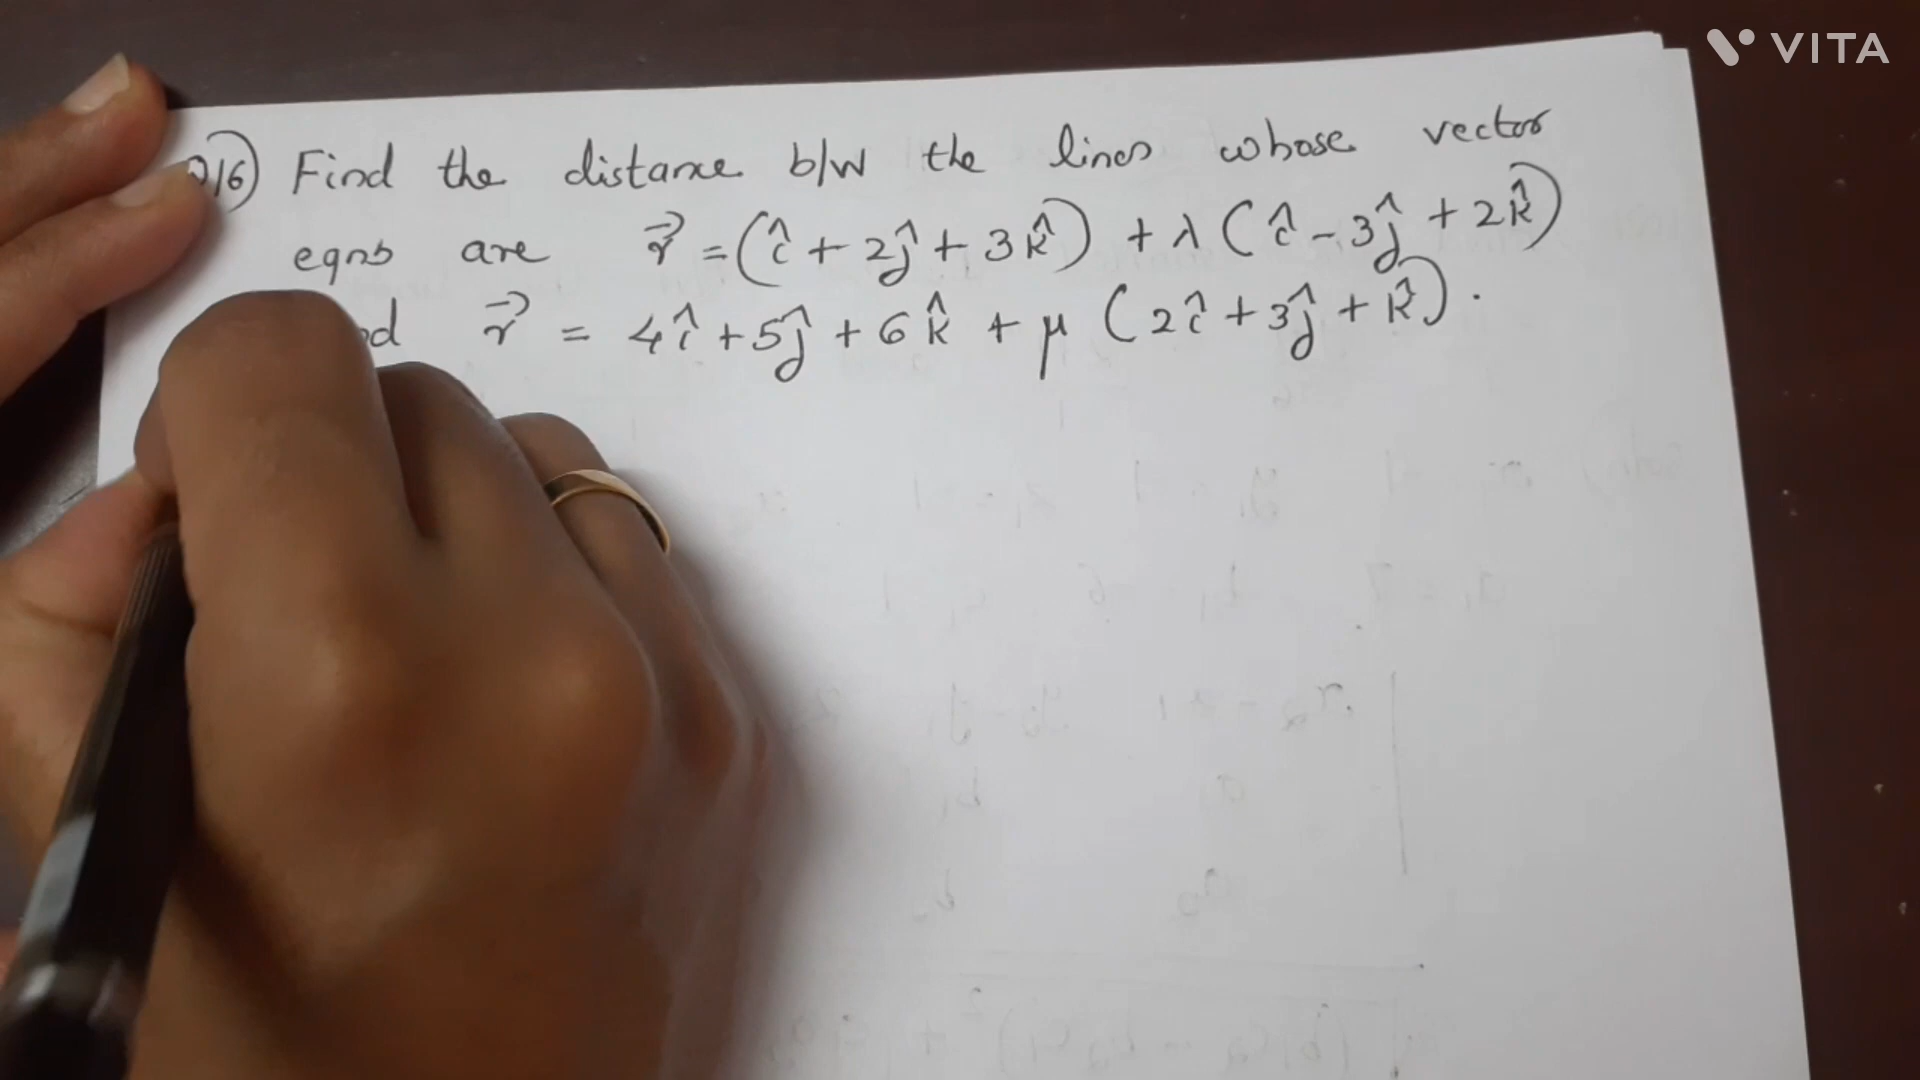 VITA
Q16) Find the distance b/w the lines whose vector
eqns are r⃗ = (î + 2ĵ + 3k̂) + λ (î - 3ĵ + 2k̂)
r⃗ = 4î + 5ĵ + 6k̂ + μ (2î + 3ĵ + k̂).